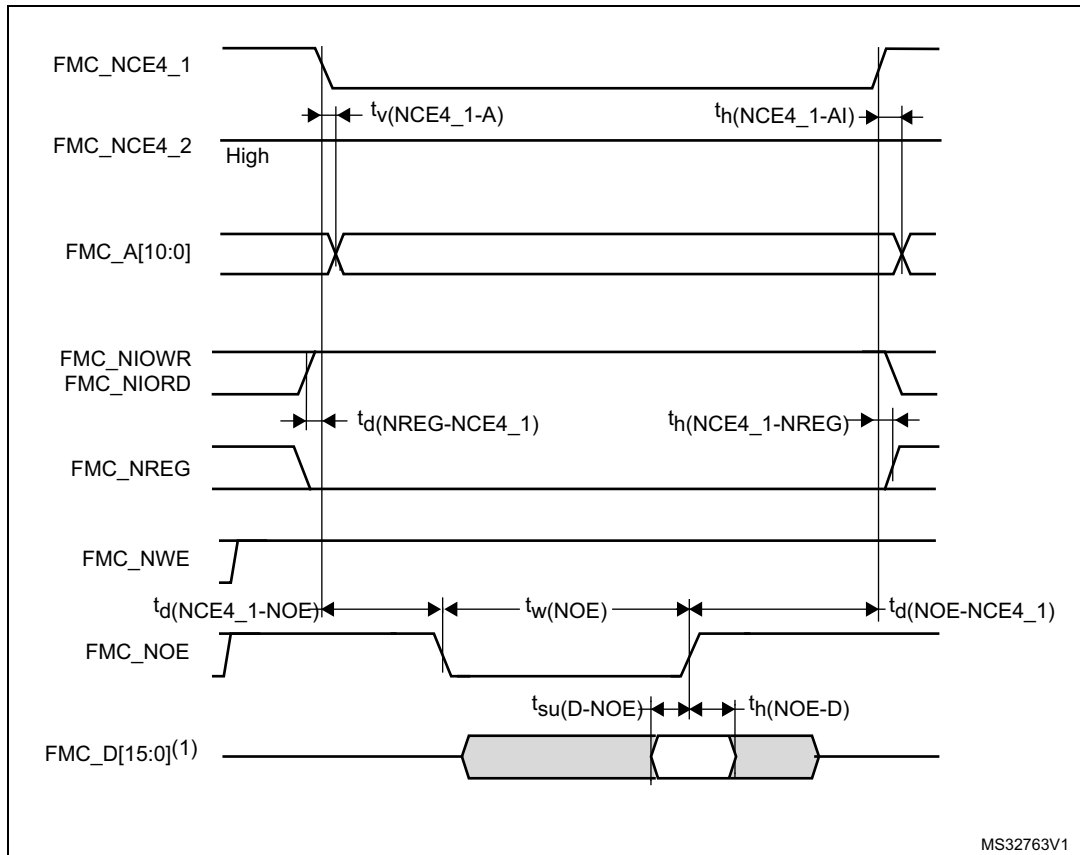 FMC_NCE4_1
tv(NCE4_1-A)
th(NCE4_1-AI)
FMC_NCE4_2
High
FMC_A[10:0]
FMC_NIOWR
FMC_NIORD
td(NREG-NCE4_1)
th(NCE4_1-NREG)
FMC_NREG
FMC_NWE
td(NCE4_1-NOE)
tw(NOE)
td(NOE-NCE4_1)
FMC_NOE
tsu(D-NOE)
th(NOE-D)
FMC_D[15:0](1)
MS32763V1